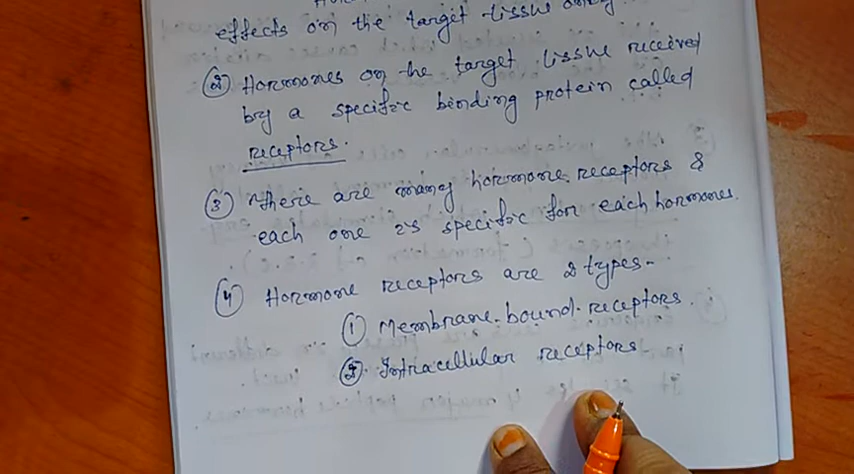 effects on the target tissue only.
② Hormones on the target tissue received
by a specific binding protein called
receptors.
③ There are many hormone receptors &
each one is specific for each hormones.
④ Hormone receptors are 2 types-
① Membrane-bound-receptors.
② Intracellular receptors